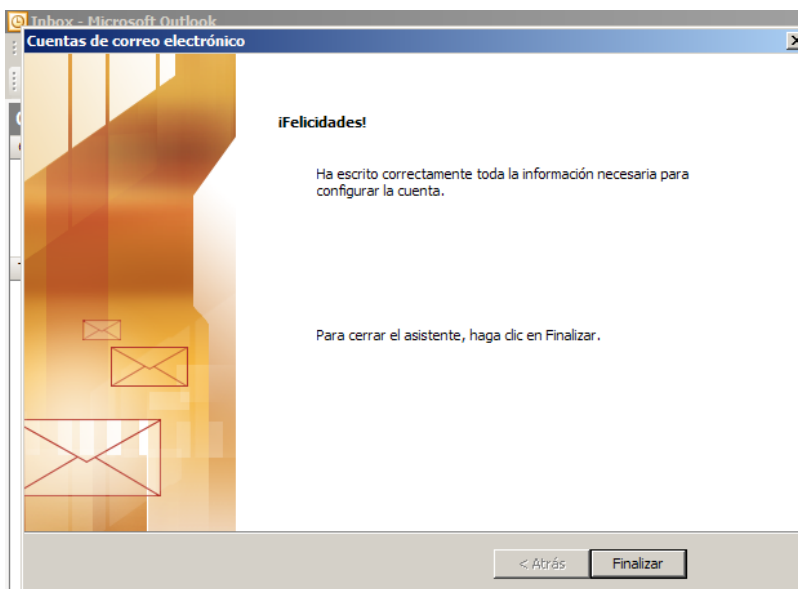 Inbox - Microsoft Outlook
Cuentas de correo electrónico
¡Felicidades!
Ha escrito correctamente toda la información necesaria para
configurar la cuenta.
Para cerrar el asistente, haga clic en Finalizar.
< Atrás
Finalizar